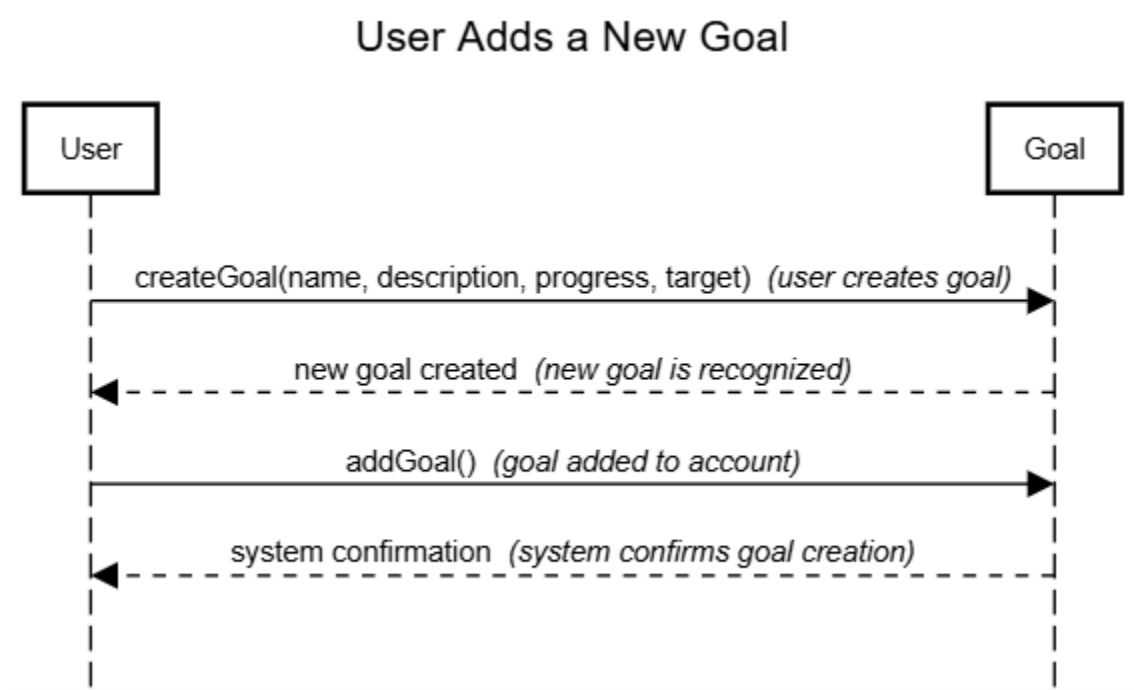 User Adds a New Goal
User
Goal
createGoal(name, description, progress, target) (user creates goal)
new goal created (new goal is recognized)
addGoal() (goal added to account)
system confirmation (system confirms goal creation)